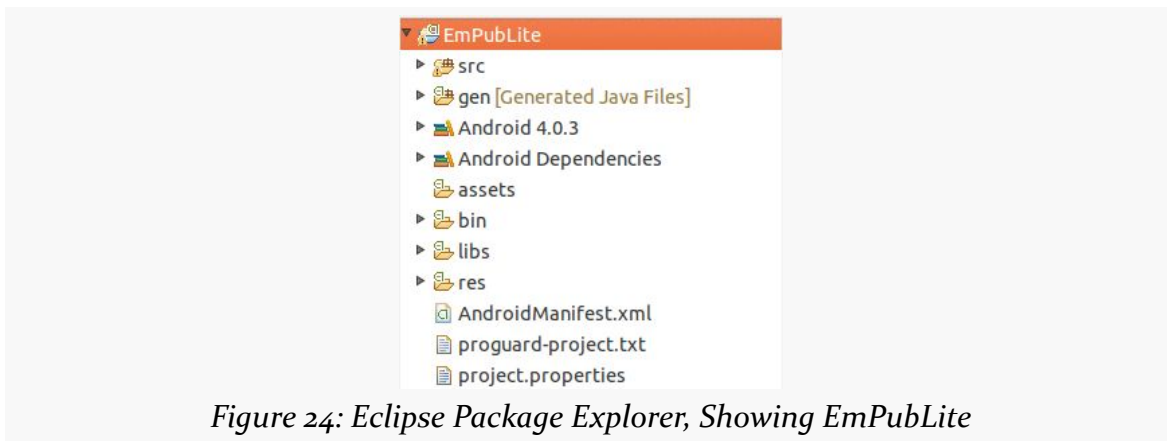 EmPubLite
src
gen [Generated Java Files]
Android 4.0.3
Android Dependencies
assets
bin
libs
res
AndroidManifest.xml
proguard-project.txt
project.properties
Figure 24: Eclipse Package Explorer, Showing EmPubLite